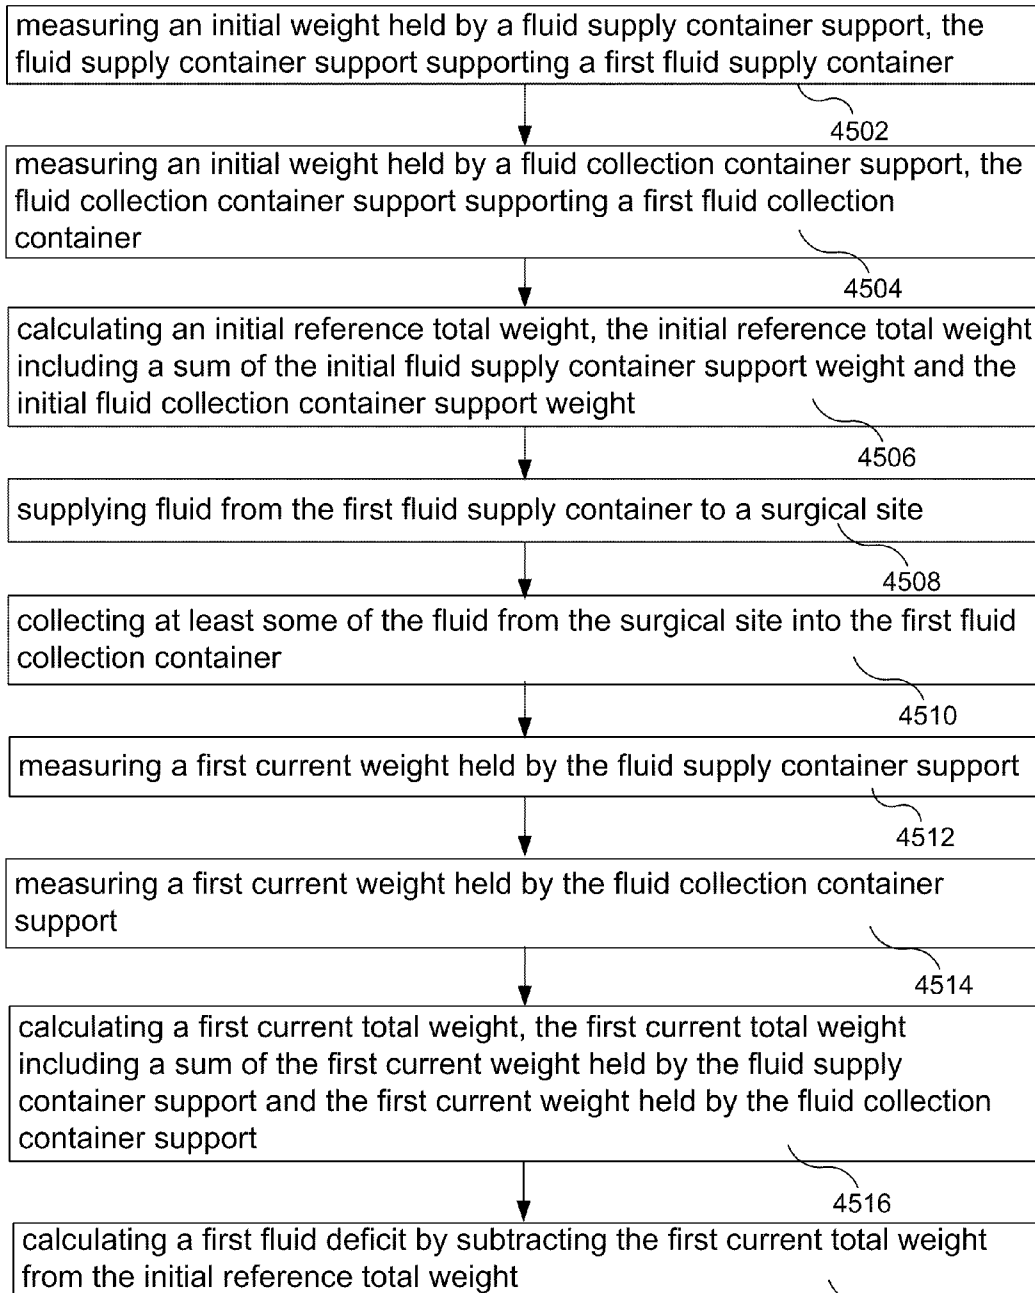 measuring an initial weight held by a fluid supply container support, the
fluid supply container support supporting a first fluid supply container
4502
measuring an initial weight held by a fluid collection container support, the
fluid collection container support supporting a first fluid collection
container
4504
calculating an initial reference total weight, the initial reference total weight
including a sum of the initial fluid supply container support weight and the
initial fluid collection container support weight
4506
supplying fluid from the first fluid supply container to a surgical site
4508
collecting at least some of the fluid from the surgical site into the first fluid
collection container
4510
measuring a first current weight held by the fluid supply container support
4512
measuring a first current weight held by the fluid collection container
support
4514
calculating a first current total weight, the first current total weight
including a sum of the first current weight held by the fluid supply
container support and the first current weight held by the fluid collection
container support
4516
calculating a first fluid deficit by subtracting the first current total weight
from the initial reference total weight